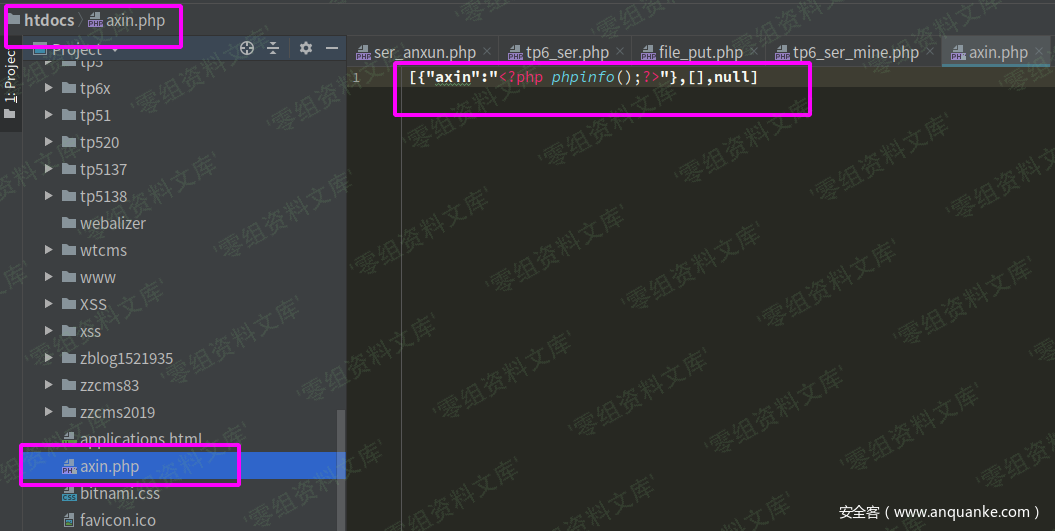 htdocs axin.php
Project
1: Project
ser_anxun.php tp6_ser.php file_put.php tp6_ser_mine.php axin.php
1 [{"axin":"<?php phpinfo();?>"},[],null]
tp5
tp6x
tp51
tp520
tp5137
tp5138
webalizer
wtcms
www
XSS
xss
zblog1521935
zzcms83
zzcms2019
applications.html
axin.php
bitnami.css
favicon.ico
零组资料文库
安全客（www.anquanke.com）